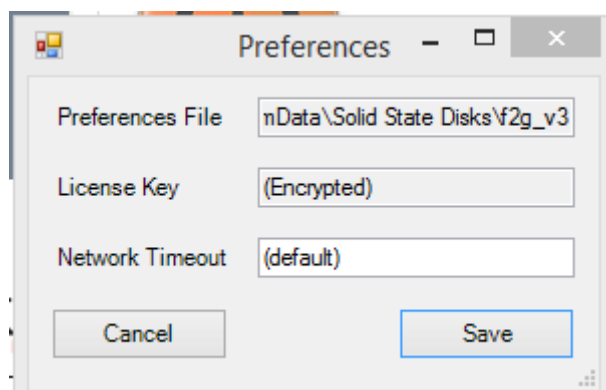 Preferences
Preferences File nData\Solid State Disks\f2g_v3
License Key (Encrypted)
Network Timeout (default)
Cancel Save